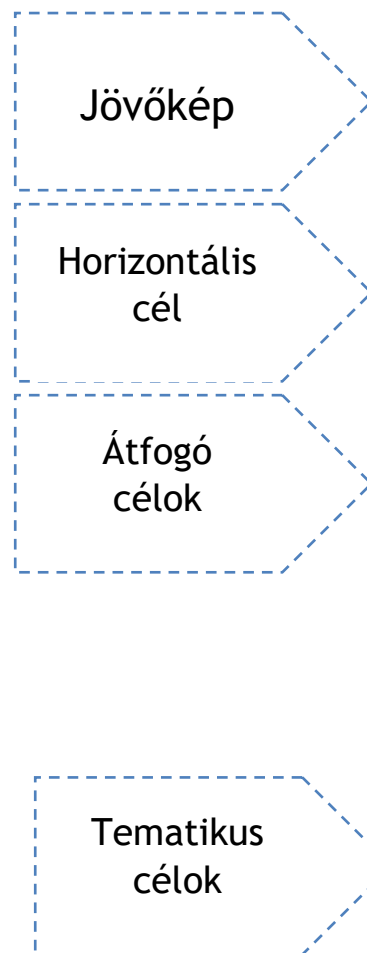 Jövőkép
Horizontális
cél
Átfogó
célok
Tematikus
célok